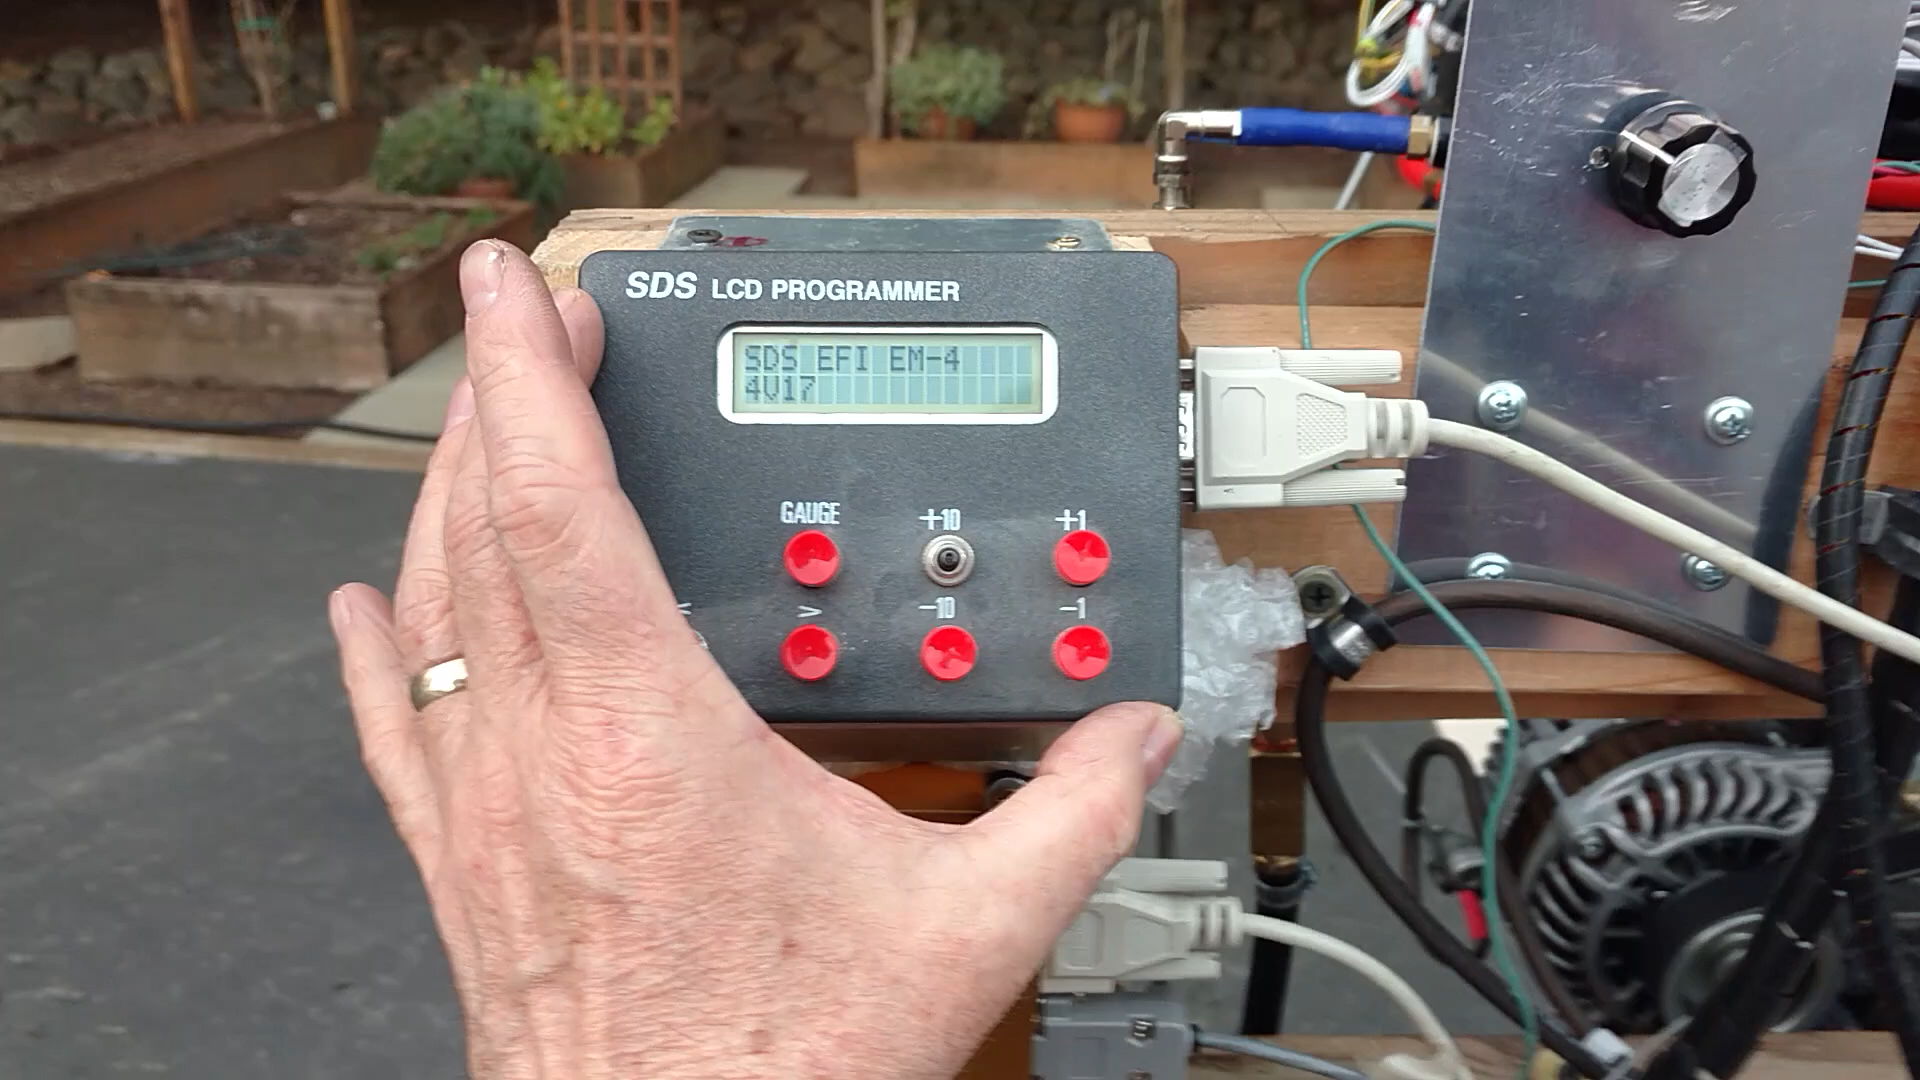 SDS LCD PROGRAMMER
SDS EFI EM-4
4V17
GAUGE +10 +1
< > -10 -1